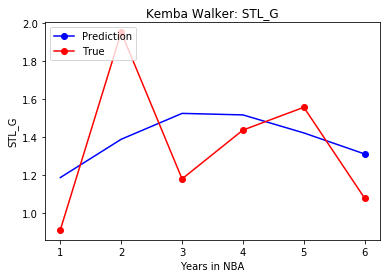 Kemba Walker: STL_G
Prediction
True
2.0
1.8
1.6
1.4
1.2
1.0
STL_G
1 2 3 4 5 6
Years in NBA